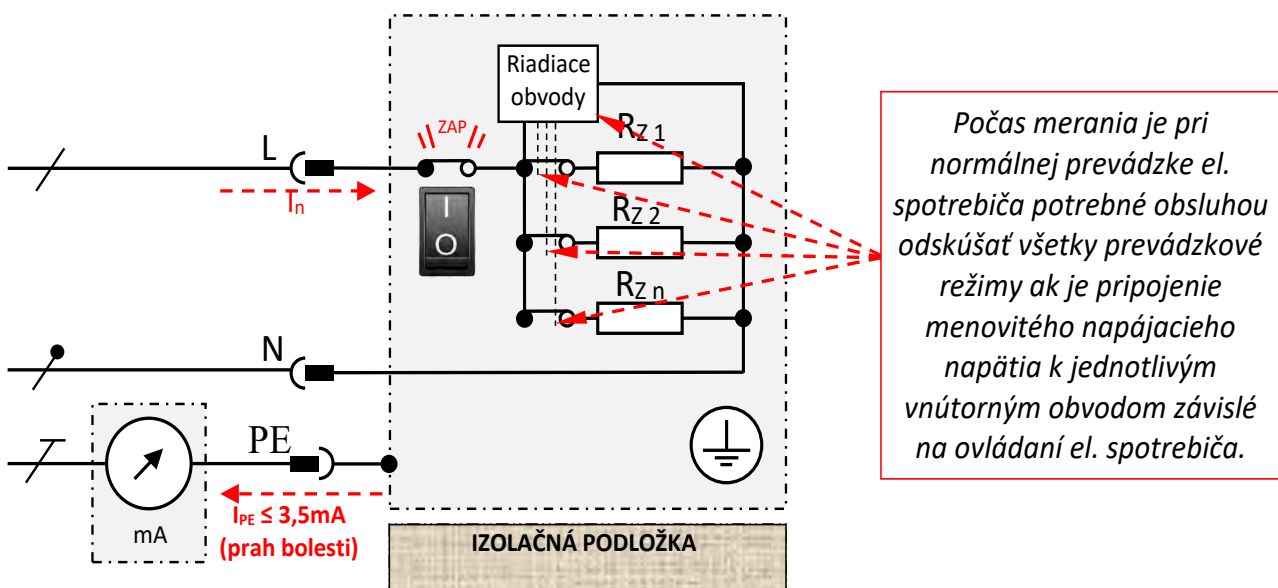 Riadiace
obvody
ZAP
RZ 1
L
In
I
O
RZ 2
RZ n
N
PE
mA
IPE ≤ 3,5mA
(prah bolesti)
IZOLAČNÁ PODLOŽKA
Počas merania je pri
normálnej prevádzke el.
spotrebiča potrebné obsluhou
odskúšať všetky prevádzkové
režimy ak je pripojenie
menovitého napájacieho
napätia k jednotlivým
vnútorným obvodom závislé
na ovládaní el. spotrebiča.